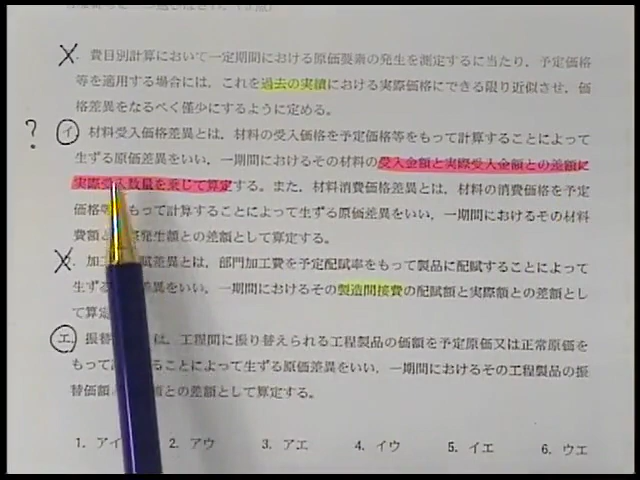 費目別計算において一定期間における原価要素の発生を測定するに当たり，予定価格
等を適用する場合には，これを過去の実績における実際価格にできる限り近似させ，価
格差異をなるべく僅少にするように定める。
? イ 材料受入価格差異とは，材料の受入価格を予定価格等をもって計算することによって
生ずる原価差異をいい，一期間におけるその材料の受入金額と実際受入金額との差額に
実際受入数量を乗じて算定する。また，材料消費価格差異とは，材料の消費価格を予定
価格等 もって計算することによって生ずる原価差異をいい，一期間におけるその材料
費額 際発生額との差額として算定する。
加工 賦差異とは，部門加工費を予定配賦率をもって製品に配賦することによって
生ず 異をいい，一期間におけるその製造間接費の配賦額と実際額との差額とし
て算定
エ 振替 は，工程間に振り替えられる工程製品の価額を予定原価又は正常原価を
もって ることによって生ずる原価差異をいい，一期間におけるその工程製品の振
替価額 額との差額として算定する。
1．アイ 2．アウ 3．アエ 4．イウ 5．イエ 6．ウエ